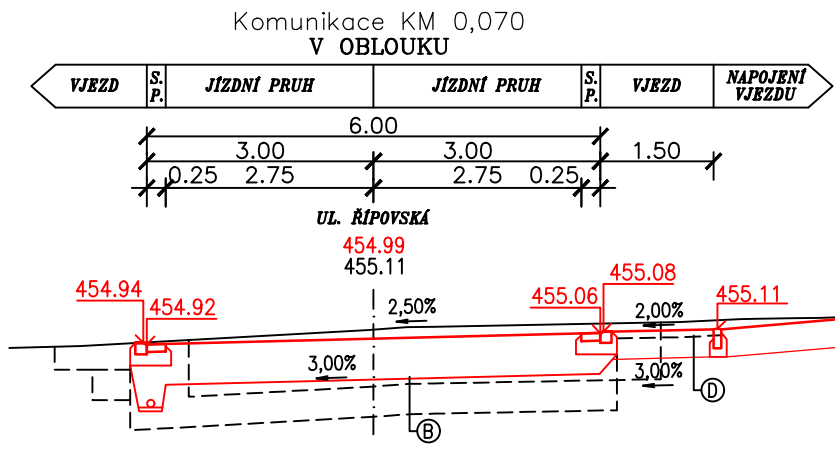 Komunikace KM 0,070
V OBLOUKU
VJEZD S. P. JÍZDNÍ PRUH JÍZDNÍ PRUH S. P. VJEZD NAPOJENÍ VJEZDU
6.00
3.00 3.00 1.50
0.25 2.75 2.75 0.25
UL. ŘÍPOVSKÁ
454.99
455.11
454.94 454.92 2,50% 455.06 455.08 2,00% 455.11
3,00% 3,00%
B D